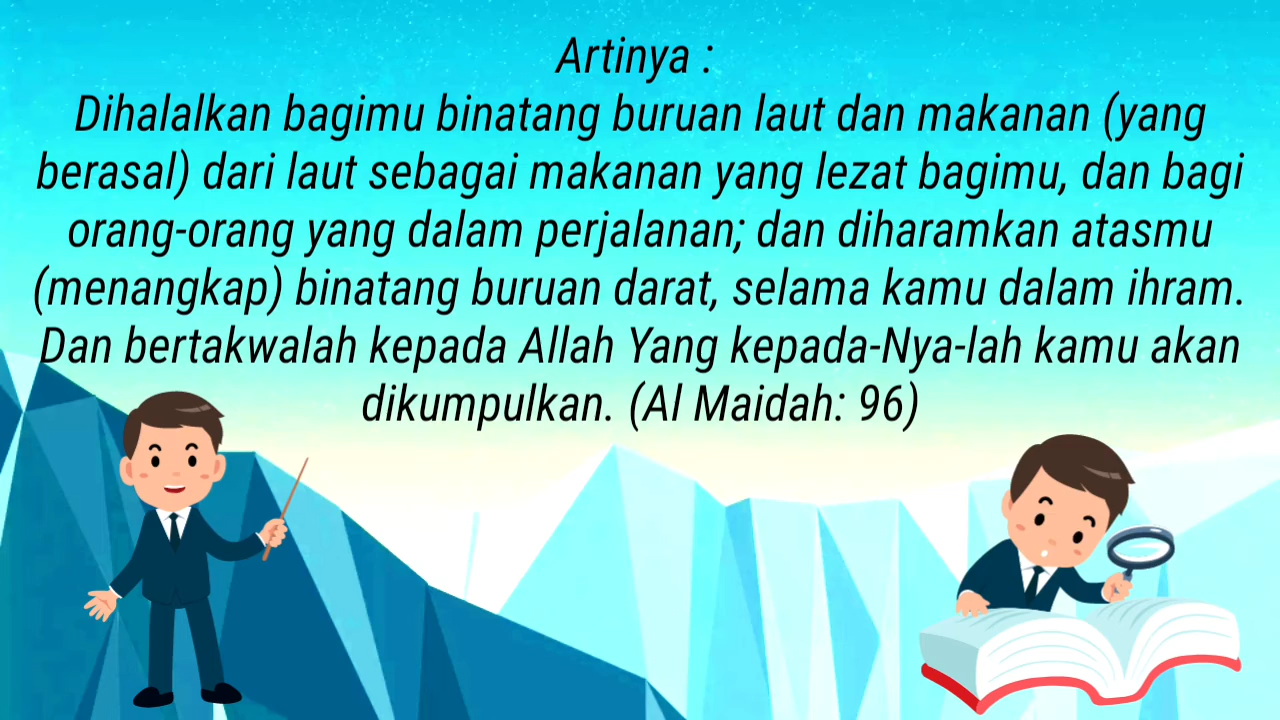 Artinya :
Dihalalkan bagimu binatang buruan laut dan makanan (yang
berasal) dari laut sebagai makanan yang lezat bagimu, dan bagi
orang-orang yang dalam perjalanan; dan diharamkan atasmu
(menangkap) binatang buruan darat, selama kamu dalam ihram.
Dan bertakwalah kepada Allah Yang kepada-Nya-lah kamu akan
dikumpulkan. (Al Maidah: 96)